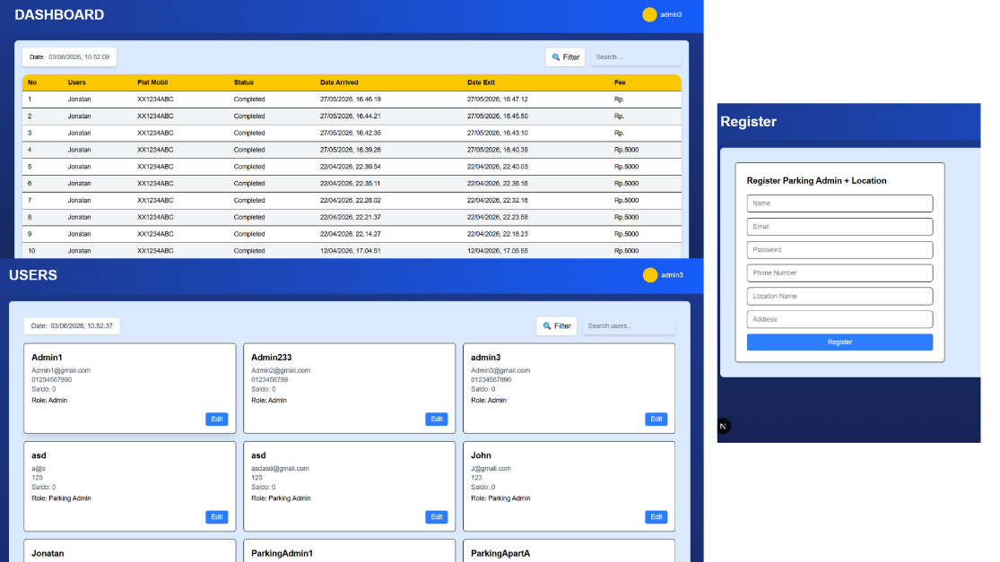 DASHBOARD
admin3
Date: 03/06/2026, 10.52.09
Filter
Search ...
No Users Plat Mobil Status Date Arrived Date Exit Fee
1 Jonatan XX1234ABC Completed 27/05/2026, 16.46.19 27/05/2026, 16.47.12 Rp.
2 Jonatan XX1234ABC Completed 27/05/2026, 16.44.21 27/05/2026, 16.45.50 Rp.
3 Jonatan XX1234ABC Completed 27/05/2026, 16.42.35 27/05/2026, 16.43.10 Rp.
4 Jonatan XX1234ABC Completed 27/05/2026, 16.39.26 27/05/2026, 16.40.39 Rp.5000
5 Jonatan XX1234ABC Completed 22/04/2026, 22.39.54 22/04/2026, 22.40.03 Rp.5000
6 Jonatan XX1234ABC Completed 22/04/2026, 22.35.11 22/04/2026, 22.36.16 Rp.5000
7 Jonatan XX1234ABC Completed 22/04/2026, 22.28.02 22/04/2026, 22.32.16 Rp.5000
8 Jonatan XX1234ABC Completed 22/04/2026, 22.21.37 22/04/2026, 22.23.58 Rp.5000
9 Jonatan XX1234ABC Completed 22/04/2026, 22.14.27 22/04/2026, 22.18.23 Rp.5000
10 Jonatan XX1234ABC Completed 12/04/2026, 17.04.51 12/04/2026, 17.05.55 Rp.5000
USERS
admin3
Date: 03/06/2026, 10.52.37
Filter
Search users...
Admin1
Admin1@gmail.com
01234567890
Saldo: 0
Role: Admin
Edit
Admin233
Admin2@gmail.com
0123456789
Saldo: 0
Role: Admin
Edit
admin3
Admin3@gmail.com
01234567890
Saldo: 0
Role: Admin
Edit
asd
a@s
123
Saldo: 0
Role: Parking Admin
Edit
asd
asdasd@gmail.com
123
Saldo: 0
Role: Parking Admin
Edit
John
J@gmail.com
123
Saldo: 0
Role: Parking Admin
Edit
Jonatan
ParkingAdmin1
ParkingApartA
Register
Register Parking Admin + Location
Name
Email
Password
Phone Number
Location Name
Address
Register
N